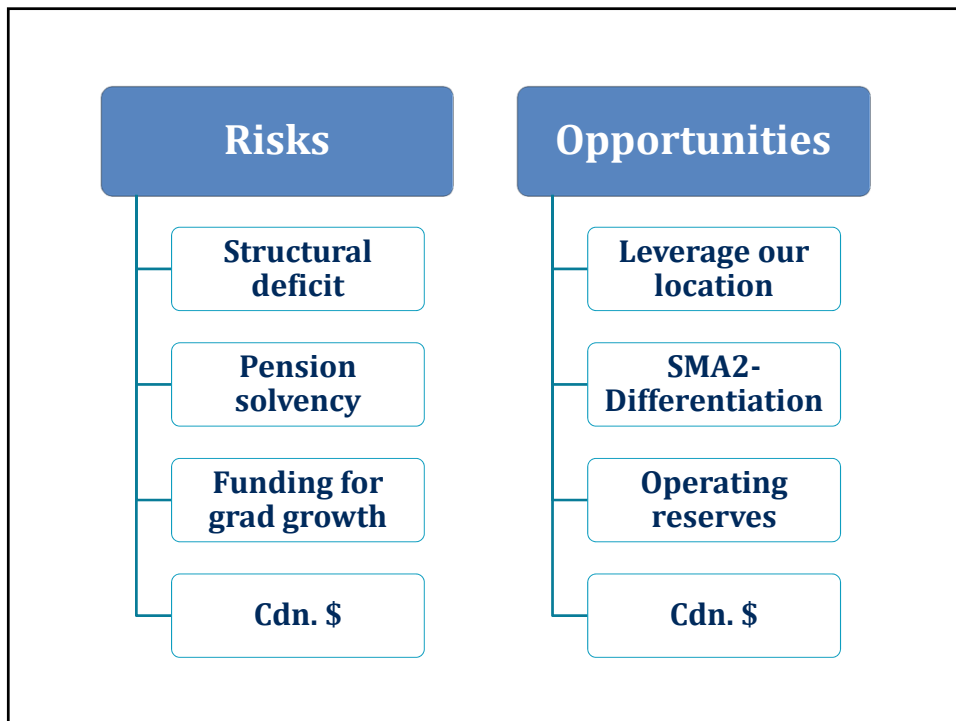 Risks
Structural
deficit
Pension
solvency
Funding for
grad growth
Cdn. $
Opportunities
Leverage our
location
SMA2-
Differentiation
Operating
reserves
Cdn. $